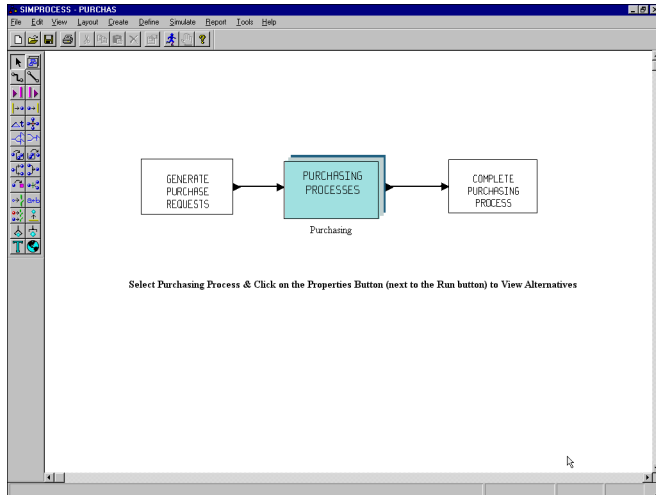 SIMPROCESS - PURCHAS
File Edit View Layout Create Define Simulate Report Tools Help
GENERATE
PURCHASE
REQUESTS
PURCHASING
PROCESSES
COMPLETE
PURCHASING
PROCESS
Purchasing
Select Purchasing Process & Click on the Properties Button (next to the Run button) to View Alternatives
Δt
a=b
T